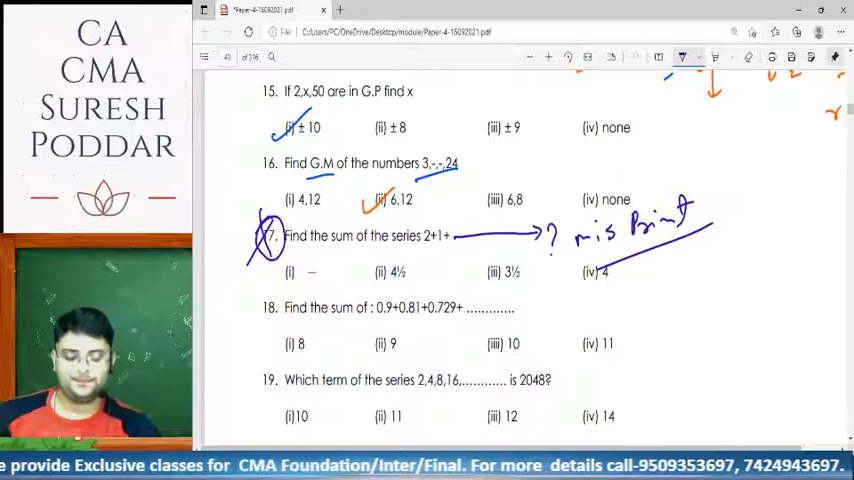 CA
CMA
SURESH
PODDAR
*Paper-4-15092021.pdf
File
C:/Users/PC/OneDrive/Desktop/module/Paper-4-15092021.pdf
43 of 316
15. If 2,x,50 are in G.P find x
(i) ± 10 (ii) ± 8 (iii) ± 9 (iv) none
16. Find G.M of the numbers 3,-,-,24
(i) 4,12 (ii) 6,12 (iii) 6,8 (iv) none
17. Find the sum of the series 2+1+ ? mis Print
(i) – (ii) 4½ (iii) 3½ (iv) 4
18. Find the sum of : 0.9+0.81+0.729+ .............
(i) 8 (ii) 9 (iii) 10 (iv) 11
19. Which term of the series 2,4,8,16,............ is 2048?
(i)10 (ii) 11 (iii) 12 (iv) 14
e provide Exclusive classes for CMA Foundation/Inter/Final. For more details call-9509353697, 7424943697.